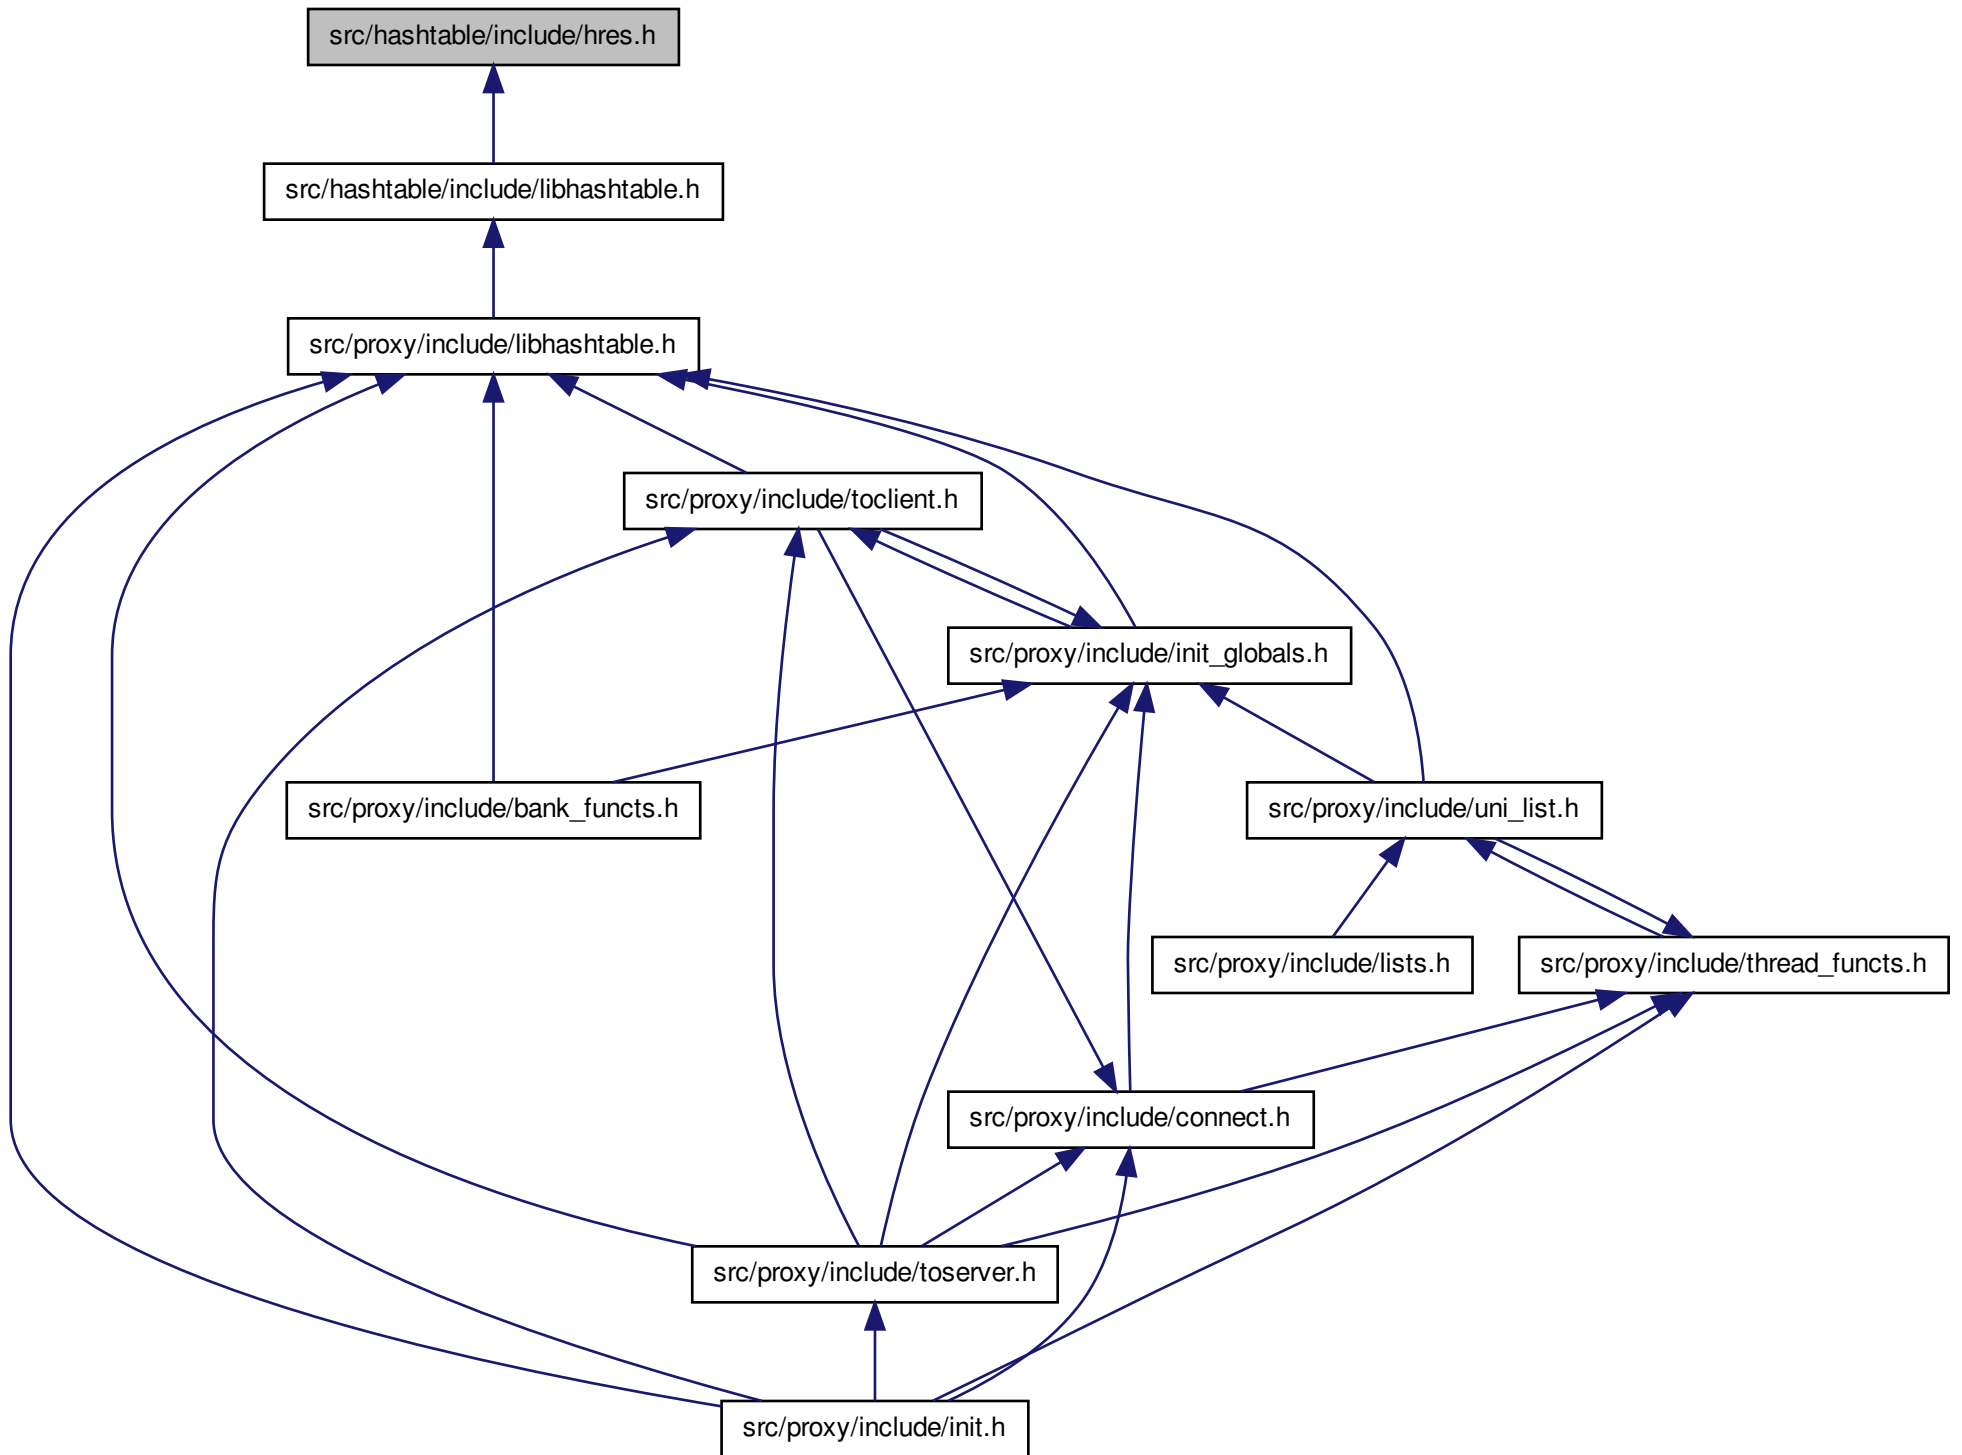 src/hashtable/include/hres.h
src/hashtable/include/libhashtable.h
src/proxy/include/libhashtable.h
src/proxy/include/toclient.h
src/proxy/include/init_globals.h
src/proxy/include/bank_functs.h
src/proxy/include/uni_list.h
src/proxy/include/lists.h
src/proxy/include/thread_functs.h
src/proxy/include/connect.h
src/proxy/include/toserver.h
src/proxy/include/init.h